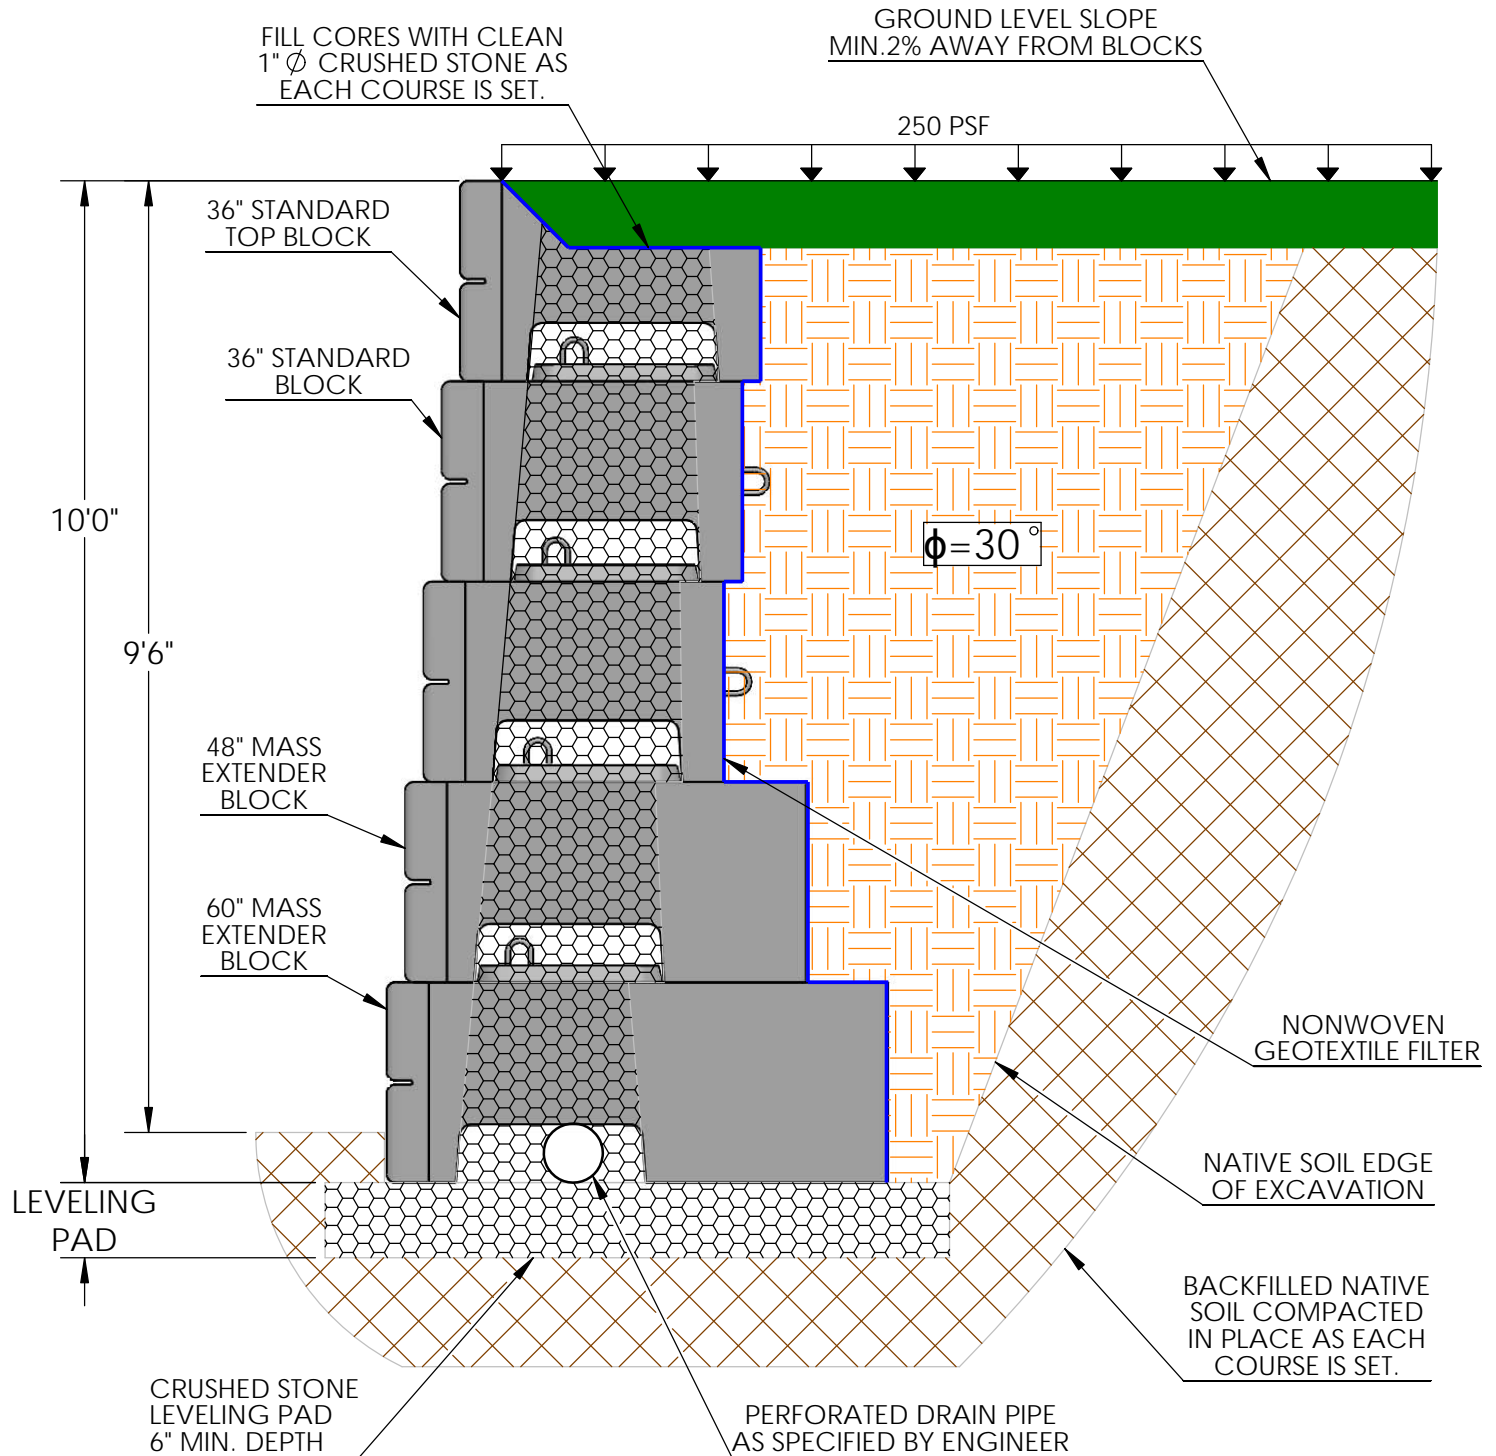 FILL CORES WITH CLEAN
1" Ø CRUSHED STONE AS
EACH COURSE IS SET.
GROUND LEVEL SLOPE
MIN.2% AWAY FROM BLOCKS
250 PSF
36" STANDARD
TOP BLOCK
36" STANDARD
BLOCK
10'0"
9'6"
ϕ=30°
48" MASS
EXTENDER
BLOCK
60" MASS
EXTENDER
BLOCK
NONWOVEN
GEOTEXTILE FILTER
NATIVE SOIL EDGE
OF EXCAVATION
LEVELING
PAD
BACKFILLED NATIVE
SOIL COMPACTED
IN PLACE AS EACH
COURSE IS SET.
CRUSHED STONE
LEVELING PAD
6" MIN. DEPTH
PERFORATED DRAIN PIPE
AS SPECIFIED BY ENGINEER